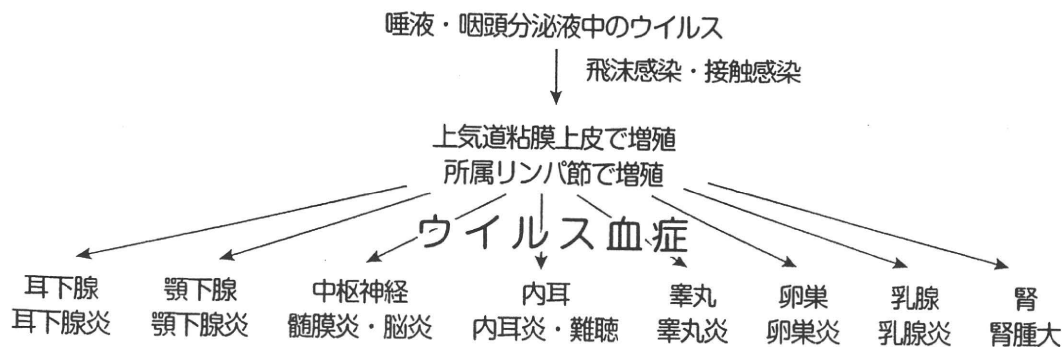 唾液・咽頭分泌液中のウイルス
飛沫感染・接触感染
上気道粘膜上皮で増殖
所属リンパ節で増殖
ウイルス血症
耳下腺 顎下腺 中枢神経 内耳 睾丸 卵巣 乳腺 腎
耳下腺炎 顎下腺炎 髄膜炎・脳炎 内耳炎・難聴 睾丸炎 卵巣炎 乳腺炎 腎腫大